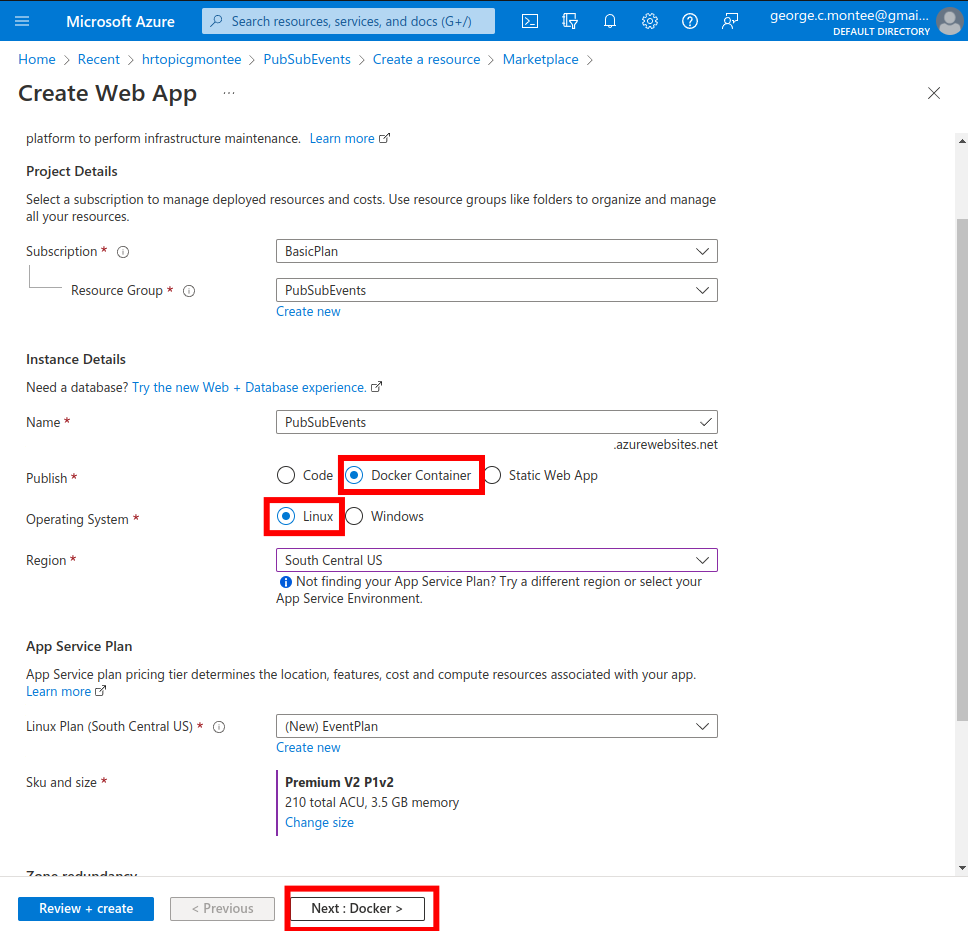 Microsoft Azure
Search resources, services, and docs (G+/)
george.c.montee@gmai...
DEFAULT DIRECTORY
Home > Recent > hrtopicgmontee > PubSubEvents > Create a resource > Marketplace >
Create Web App ...
platform to perform infrastructure maintenance. Learn more
Project Details
Select a subscription to manage deployed resources and costs. Use resource groups like folders to organize and manage
all your resources.
Subscription *
BasicPlan
Resource Group *
PubSubEvents
Create new
Instance Details
Need a database? Try the new Web + Database experience.
Name *
PubSubEvents
.azurewebsites.net
Publish *
Code Docker Container Static Web App
Operating System *
Linux Windows
Region *
South Central US
Not finding your App Service Plan? Try a different region or select your
App Service Environment.
App Service Plan
App Service plan pricing tier determines the location, features, cost and compute resources associated with your app.
Learn more
Linux Plan (South Central US) *
(New) EventPlan
Create new
Sku and size *
Premium V2 P1v2
210 total ACU, 3.5 GB memory
Change size
Zone redundancy
Review + create < Previous Next : Docker >